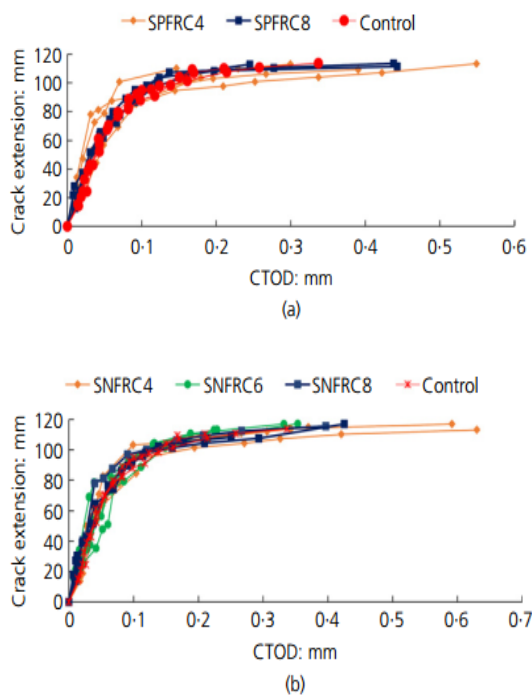 SPFRC4 SPFRC8 Control
Crack extension: mm
120
100
80
60
40
20
0
0 0·1 0·2 0·3 0·4 0·5 0·6
CTOD: mm
(a)
SNFRC4 SNFRC6 SNFRC8 Control
Crack extension: mm
120
100
80
60
40
20
0
0 0·1 0·2 0·3 0·4 0·5 0·6 0·7
CTOD: mm
(b)